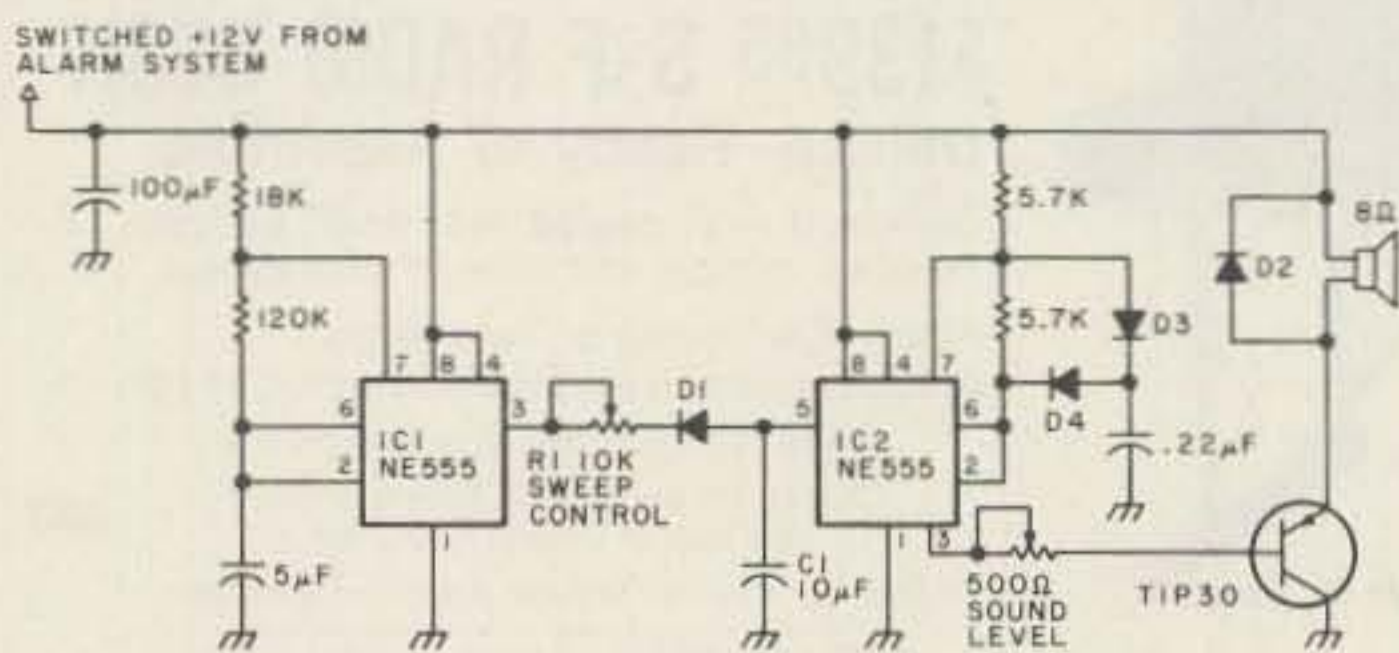 SWITCHED +12V FROM
ALARM SYSTEM
100μF
18K
120K
5μF
7
8
4
6
2
3
1
IC1
NE555
R1 10K
SWEEP
CONTROL
D1
C1
10μF
8
4
7
5
6
2
1
3
IC2
NE555
5.7K
5.7K
D3
D4
.22μF
500Ω
SOUND
LEVEL
D2
8Ω
TIP30